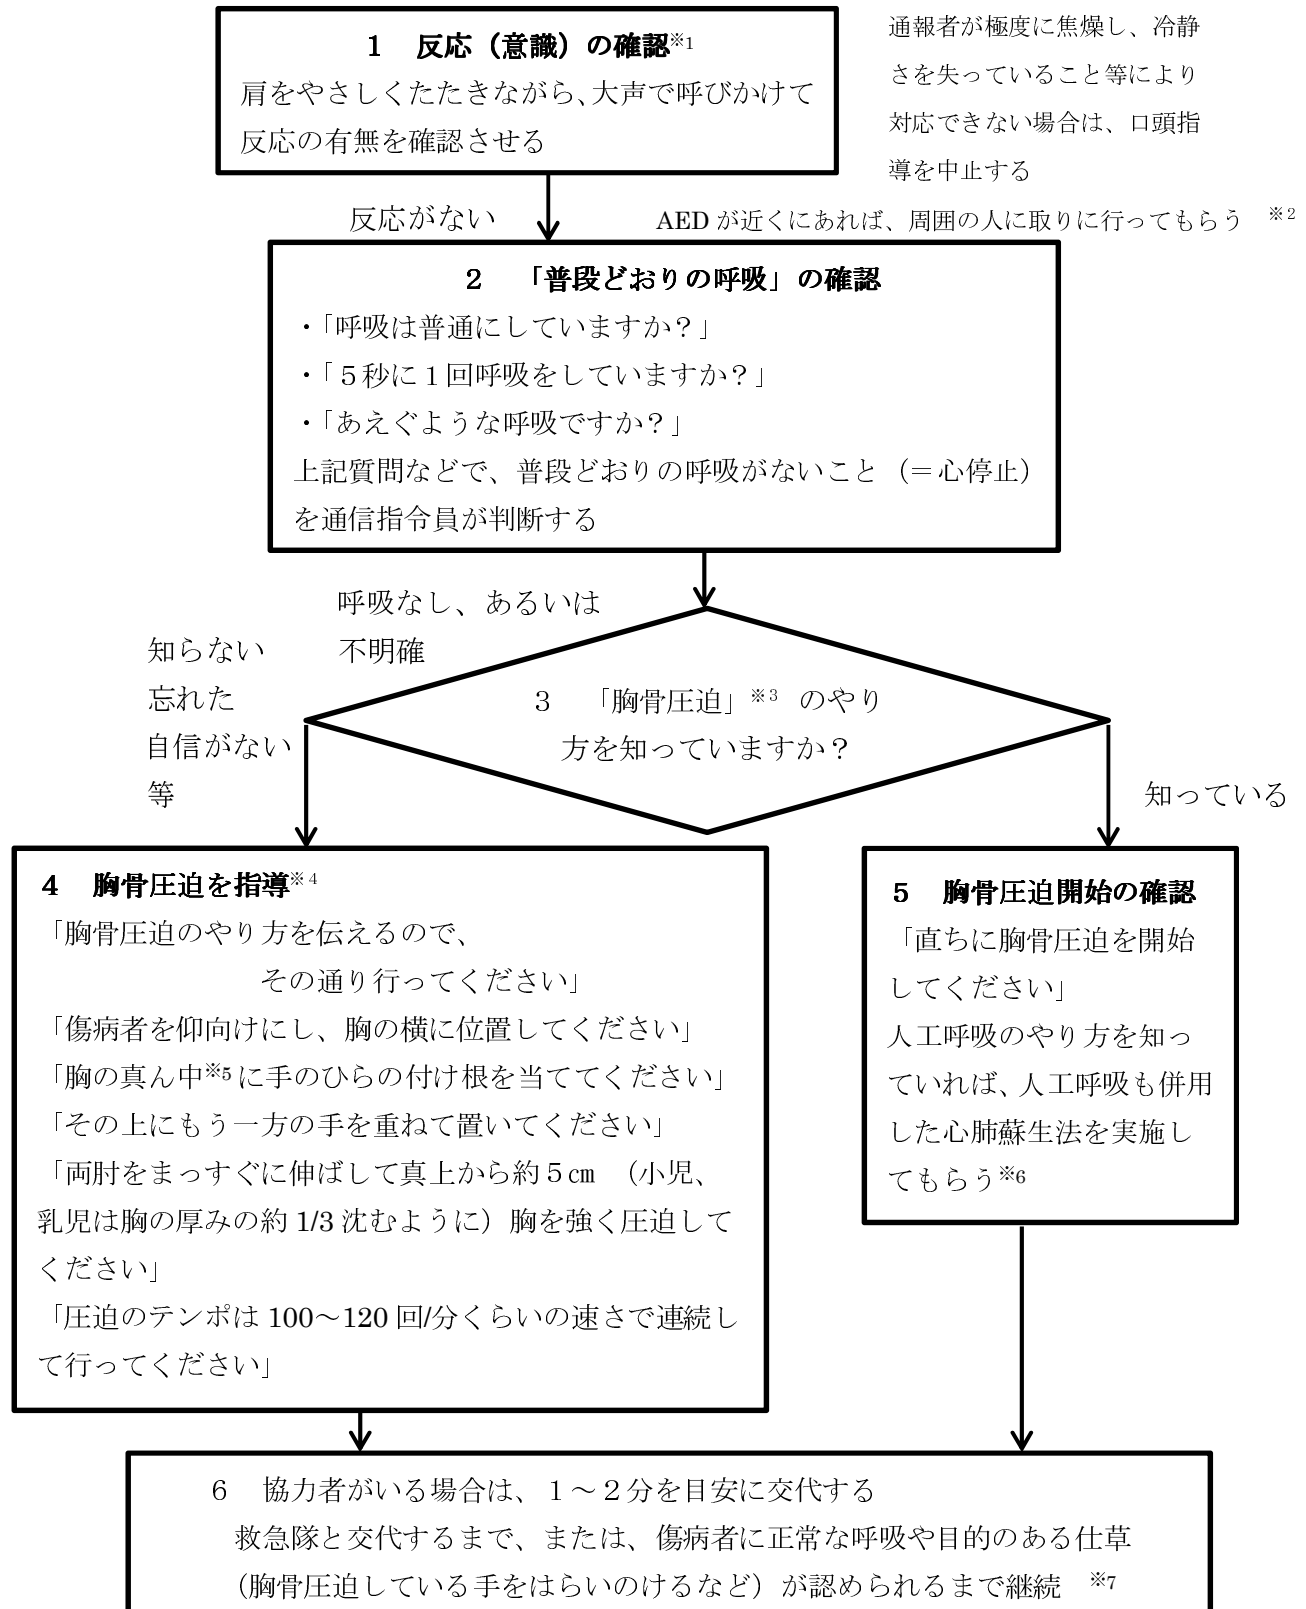 １　反応（意識）の確認※1
肩をやさしくたたきながら、大声で呼びかけて
反応の有無を確認させる
通報者が極度に焦燥し、冷静
さを失っていること等により
対応できない場合は、口頭指
導を中止する
反応がない
AED が近くにあれば、周囲の人に取りに行ってもらう　※2
２　「普段どおりの呼吸」の確認
・「呼吸は普通にしていますか？」
・「５秒に１回呼吸をしていますか？」
・「あえぐような呼吸ですか？」
上記質問などで、普段どおりの呼吸がないこと（＝心停止）
を通信指令員が判断する
呼吸なし、あるいは
不明確
知らない
忘れた
自信がない
等
３　「胸骨圧迫」※3 のやり
方を知っていますか？
知っている
４　胸骨圧迫を指導※4
「胸骨圧迫のやり方を伝えるので、
その通り行ってください」
「傷病者を仰向けにし、胸の横に位置してください」
「胸の真ん中※5に手のひらの付け根を当ててください」
「その上にもう一方の手を重ねて置いてください」
「両肘をまっすぐに伸ばして真上から約５㎝　（小児、
乳児は胸の厚みの約 1/3 沈むように）胸を強く圧迫して
ください」
「圧迫のテンポは 100～120 回/分くらいの速さで連続し
て行ってください」
５　胸骨圧迫開始の確認
「直ちに胸骨圧迫を開始
してください」
人工呼吸のやり方を知っ
ていれば、人工呼吸も併用
した心肺蘇生法を実施し
てもらう※6
６　協力者がいる場合は、１～２分を目安に交代する
救急隊と交代するまで、または、傷病者に正常な呼吸や目的のある仕草
（胸骨圧迫している手をはらいのけるなど）が認められるまで継続　※7